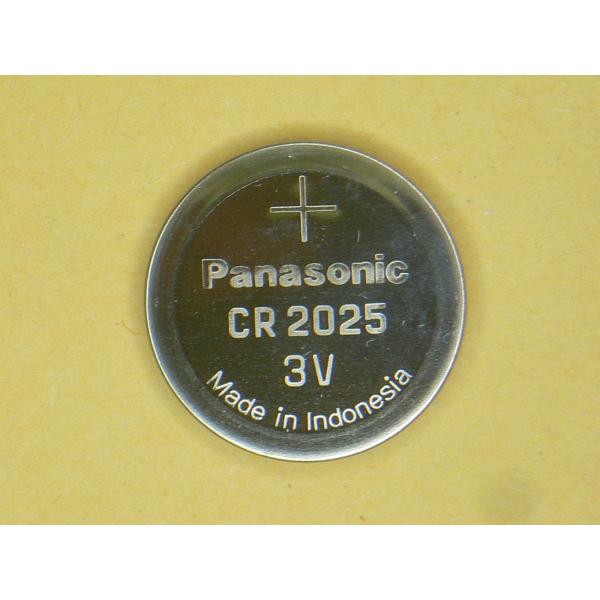 +
Panasonic
CR 2025
3V
Made in Indonesia